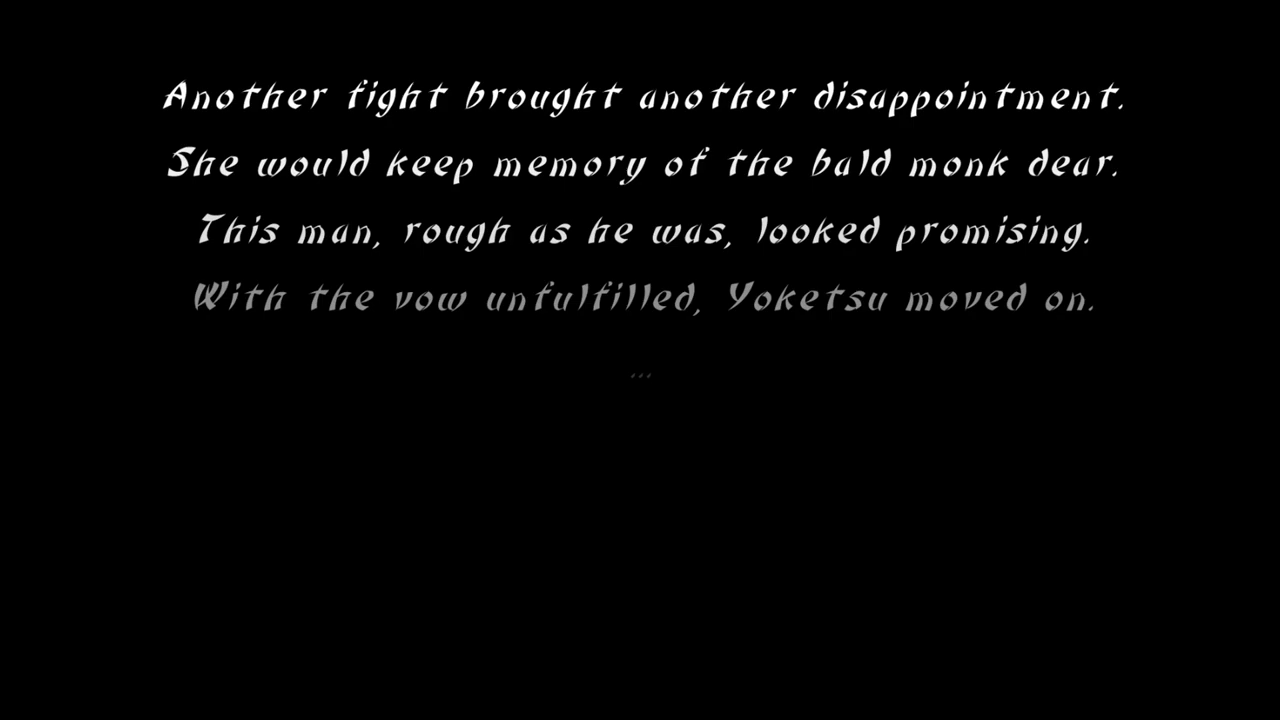 Another fight brought another disappointment.
She would keep memory of the bald monk dear.
This man, rough as he was, looked promising.
With the vow unfulfilled, Yoketsu moved on.
...